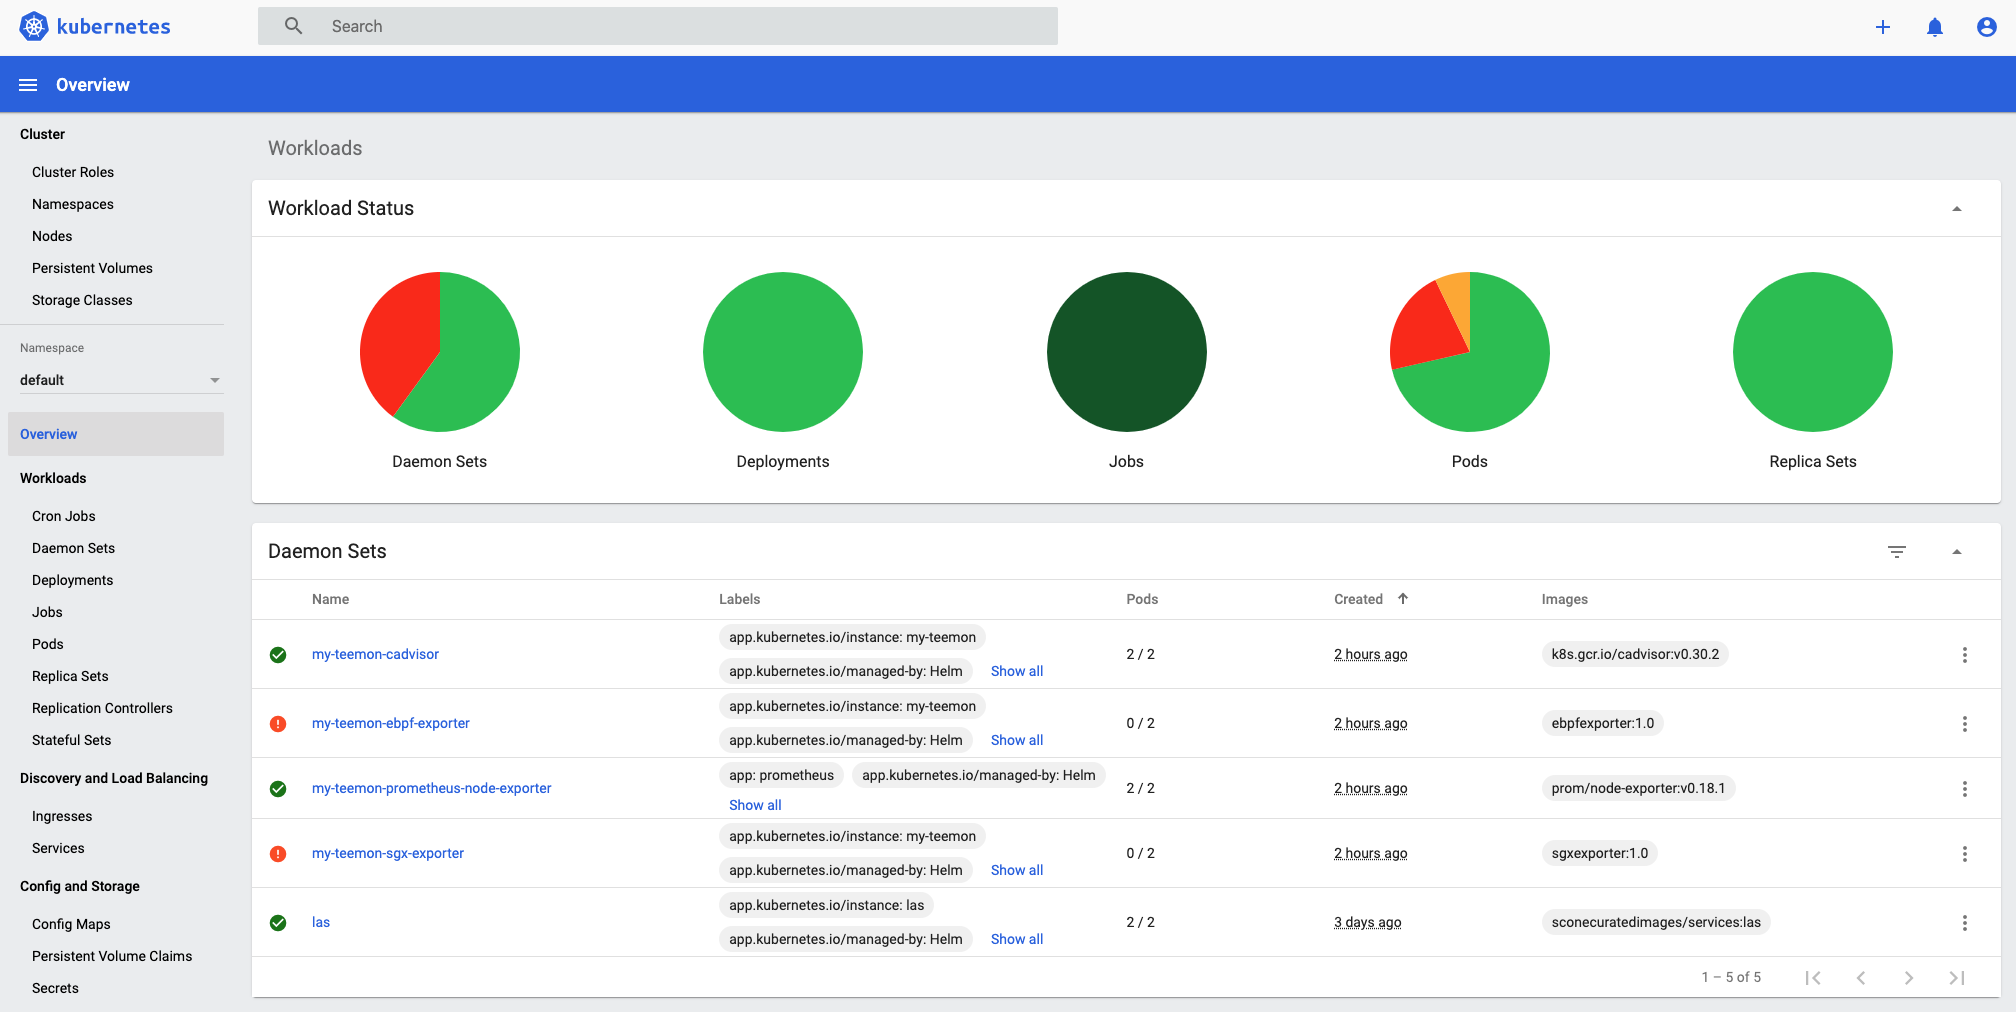 kubernetes
Search
Overview
Cluster
Cluster Roles
Namespaces
Nodes
Persistent Volumes
Storage Classes
Namespace
default
Overview
Workloads
Cron Jobs
Daemon Sets
Deployments
Jobs
Pods
Replica Sets
Replication Controllers
Stateful Sets
Discovery and Load Balancing
Ingresses
Services
Config and Storage
Config Maps
Persistent Volume Claims
Secrets
Workloads
Workload Status
Daemon Sets
Deployments
Jobs
Pods
Replica Sets
Daemon Sets
Name Labels Pods Created Images
app.kubernetes.io/instance: my-teemon
my-teemon-cadvisor 2 / 2 2 hours ago k8s.gcr.io/cadvisor:v0.30.2
app.kubernetes.io/managed-by: Helm Show all
app.kubernetes.io/instance: my-teemon
my-teemon-ebpf-exporter 0 / 2 2 hours ago ebpfexporter:1.0
app.kubernetes.io/managed-by: Helm Show all
app: prometheus app.kubernetes.io/managed-by: Helm
my-teemon-prometheus-node-exporter 2 / 2 2 hours ago prom/node-exporter:v0.18.1
Show all
app.kubernetes.io/instance: my-teemon
my-teemon-sgx-exporter 0 / 2 2 hours ago sgxexporter:1.0
app.kubernetes.io/managed-by: Helm Show all
app.kubernetes.io/instance: las
las 2 / 2 3 days ago sconecuratedimages/services:las
app.kubernetes.io/managed-by: Helm Show all
1 – 5 of 5